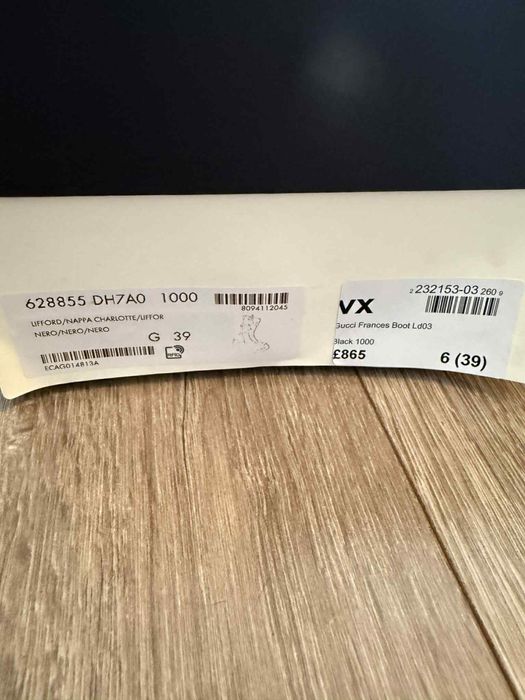 628855 DH7A0 1000
8094112045
LIFFORD/NAPPA CHARLOTTE/LIFFOR
NERO/NERO/NERO
G 39
RFID
ECAG014813A
2 232153-03 260 9
VX
Gucci Frances Boot Ld03
Black 1000
£865
6 (39)